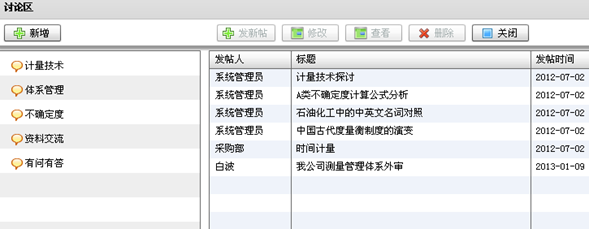 讨论区
新增 发新帖 修改 查看 删除 关闭
计量技术
体系管理
不确定度
资料交流
有问有答
发帖人 标题 发帖时间
系统管理员 计量技术探讨 2012-07-02
系统管理员 A类不确定度计算公式分析 2012-07-02
系统管理员 石油化工中的中英文名词对照 2012-07-02
系统管理员 中国古代度量衡制度的演变 2012-07-02
采购部 时间计量 2012-07-02
白波 我公司测量管理体系外审 2013-01-09